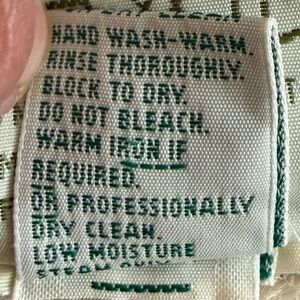 HAND WASH-WARM.
RINSE THOROUGHLY.
BLOCK TO DRY.
DO NOT BLEACH.
WARM IRON IF
REQUIRED.
OR PROFESSIONALLY
DRY CLEAN.
LOW MOISTURE